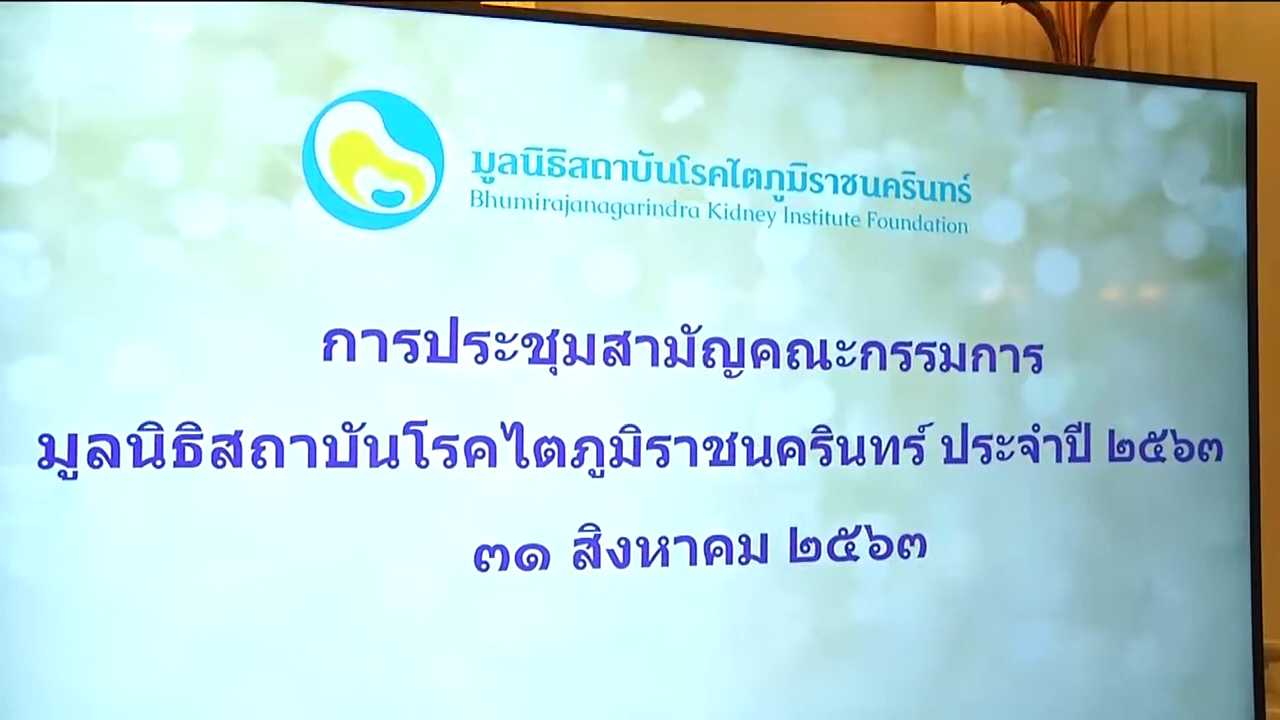 มูลนิธิสถาบันโรคไตภูมิราชนครินทร์
Bhumirajanagarindra Kidney Institute Foundation
การประชุมสามัญคณะกรรมการ
มูลนิธิสถาบันโรคไตภูมิราชนครินทร์ ประจำปี ๒๕๖๓
๓๑ สิงหาคม ๒๕๖๓